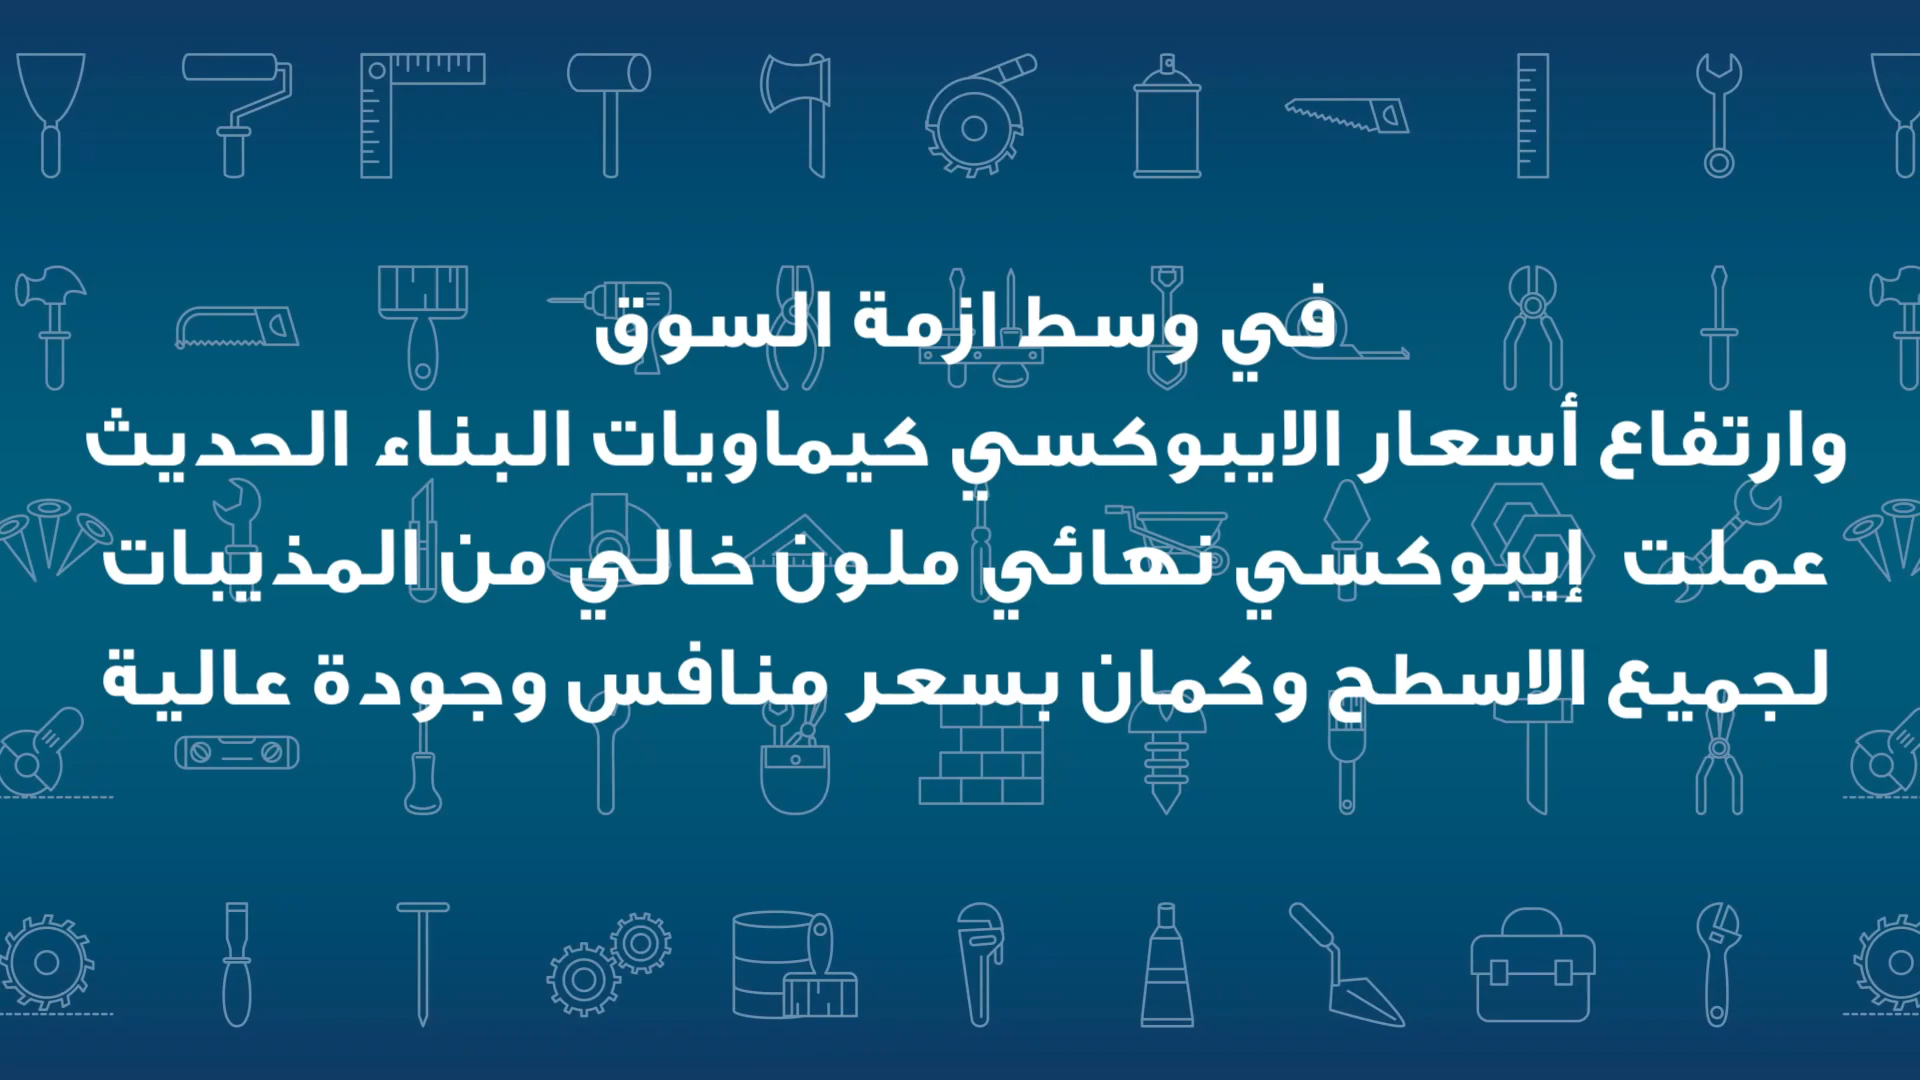 في وسط ازمة السوق
وارتفاع أسعار الايبوكسي كيماويات البناء الحديث
عملت إيبوكسي نهائي ملون خالي من المذيبات
لجميع الاسطح وكمان بسعر منافس وجودة عالية